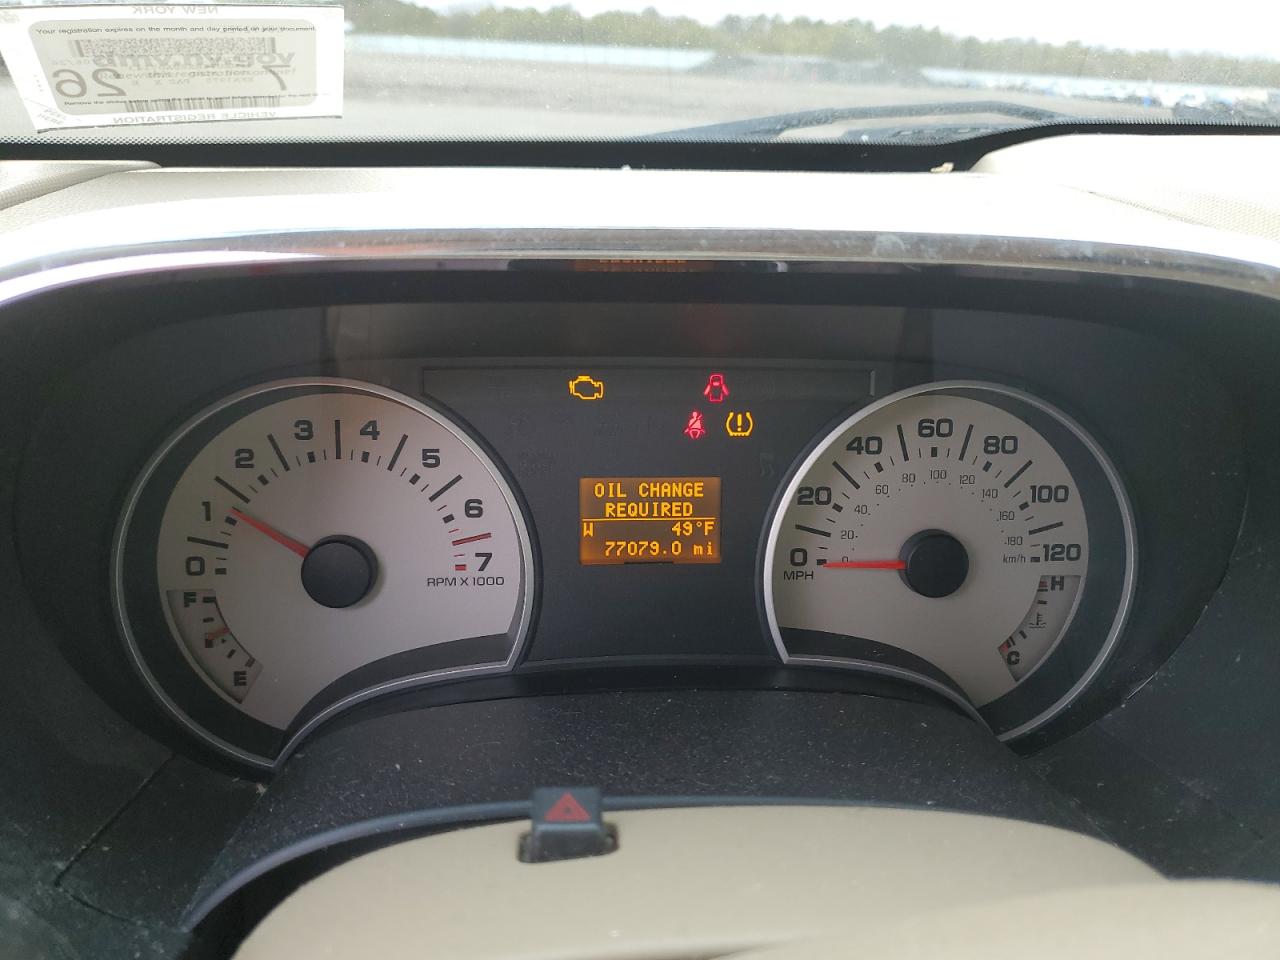 NEW YORK
Your registration expires on the month and day printed on your document.
26
7
VEHICLE REGISTRATION
OIL CHANGE
REQUIRED
W 49°F
77079.0 mi
0 1 2 3 4 5 6 7
RPM X 1000
F
E
0 20 40 60 80 100 120
MPH
0 20 40 60 80 100 120 140 160 180
km/h
H
C